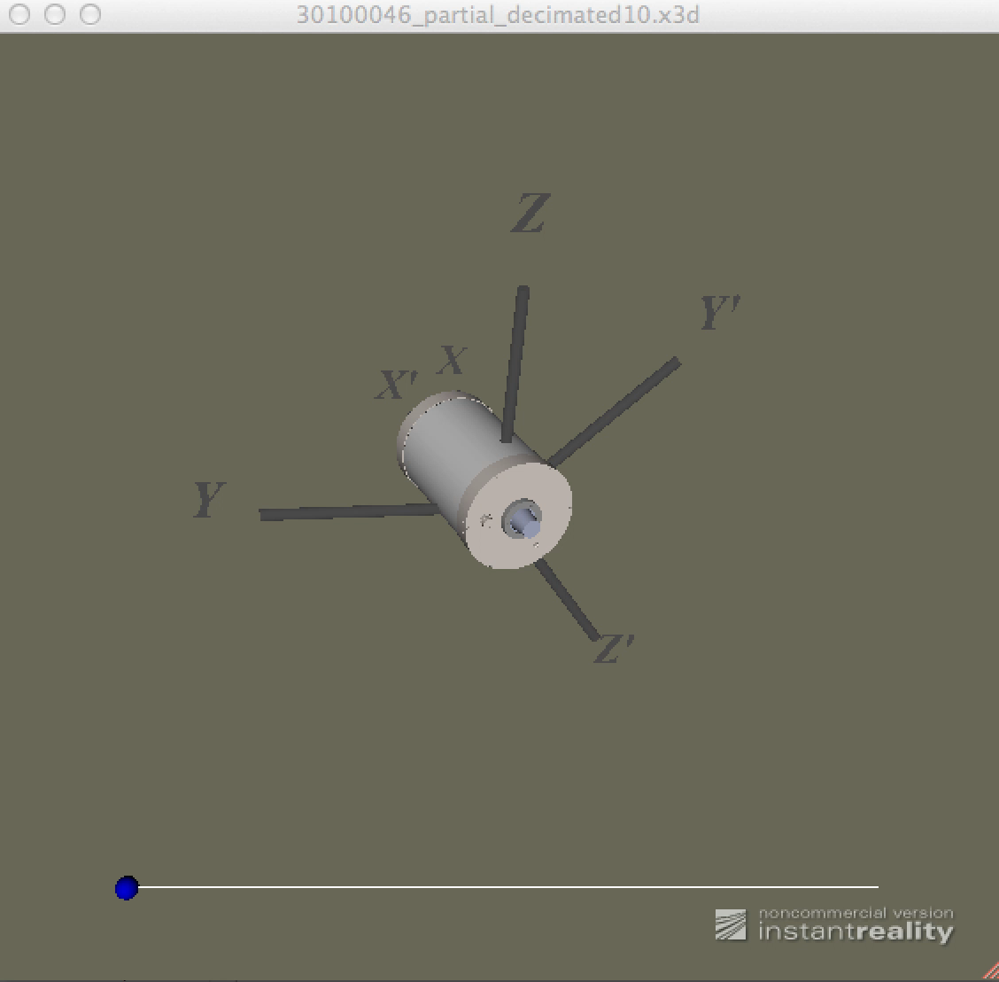 30100046_partial_decimated10.x3d
Z
Y'
X' X
Y
Z'
noncommercial version
instantreality